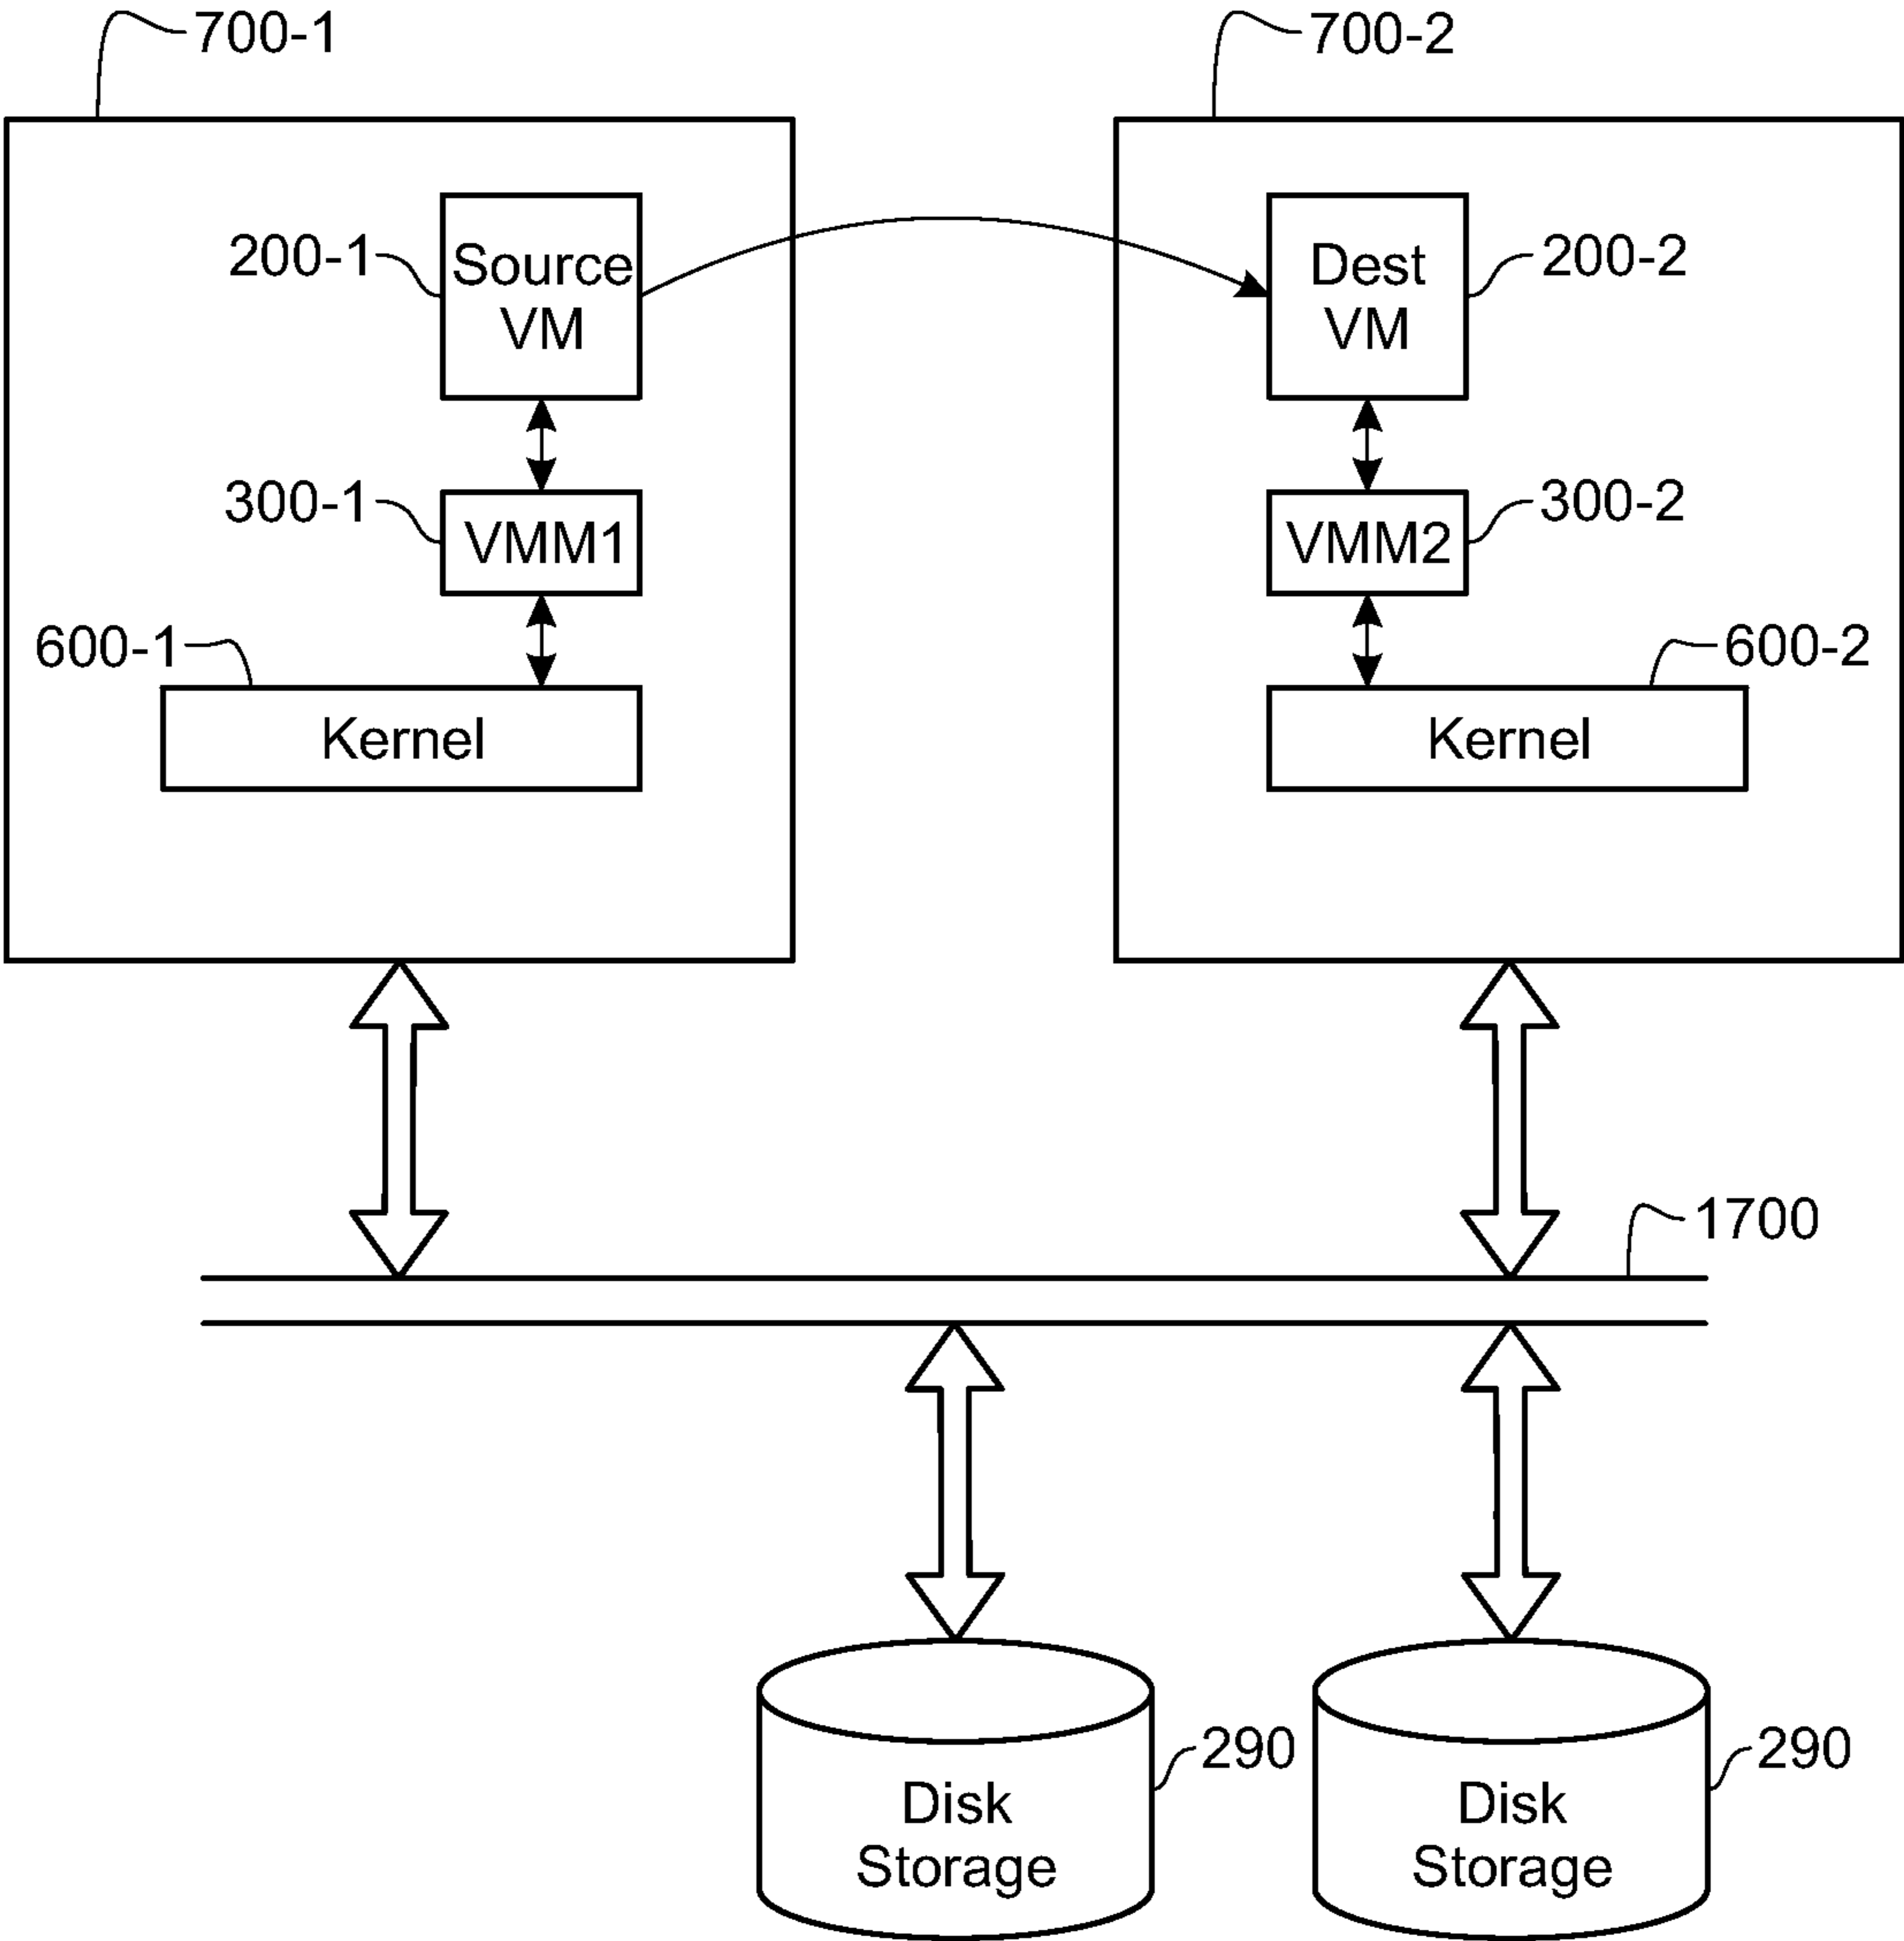 700-1
700-2
200-1
Source
VM
Dest
VM
200-2
300-1
VMM1
VMM2
300-2
600-1
Kernel
600-2
Kernel
1700
290
Disk
Storage
290
Disk
Storage